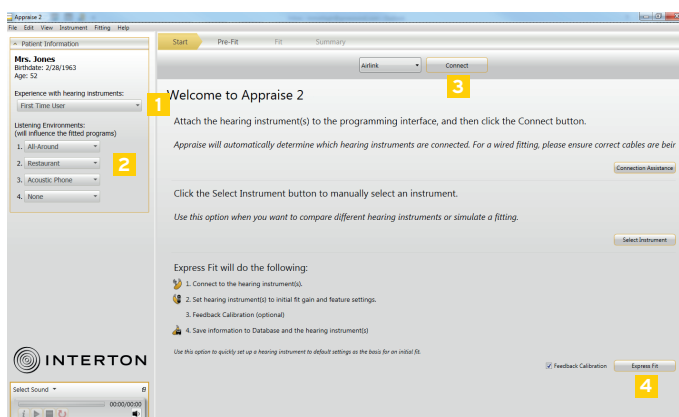 Appraise 2
File Edit View Instrument Fitting Help
Patient Information
Mrs. Jones
Birthdate: 2/28/1963
Age: 52
Experience with hearing instruments:
First Time User
1
Listening Environments:
(will influence the fitted programs)
1. All-Around
2. Restaurant
2
3. Acoustic Phone
4. None
INTERTON
Select Sound
00:00/00:00
Start Pre-Fit Fit Summary
Airlink Connect
3
Welcome to Appraise 2
Attach the hearing instrument(s) to the programming interface, and then click the Connect button.
Appraise will automatically determine which hearing instruments are connected. For a wired fitting, please ensure correct cables are beir
Connection Assistance
Click the Select Instrument button to manually select an instrument.
Use this option when you want to compare different hearing instruments or simulate a fitting.
Select Instrument
Express Fit will do the following:
1. Connect to the hearing instrument(s).
2. Set hearing instrument(s) to initial fit gain and feature settings.
3. Feedback Calibration (optional)
4. Save information to Database and the hearing instrument(s)
Use this option to quickly set up a hearing instrument to default settings as the basis for an initial fit.
Feedback Calibration Express Fit
4